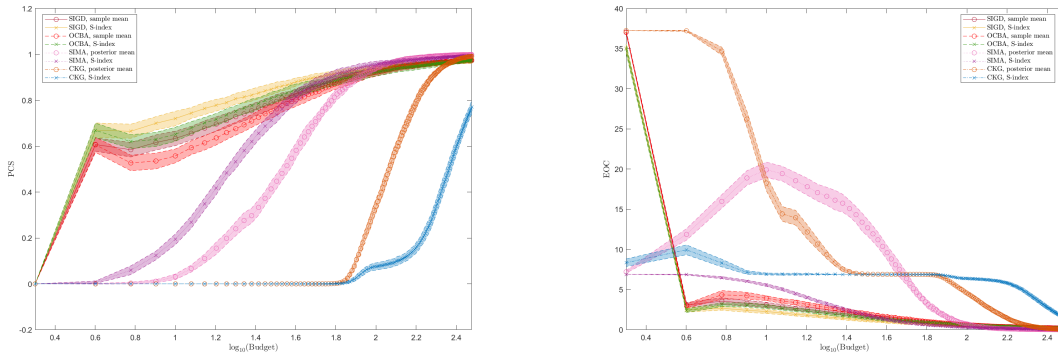 1.2
1
0.8
0.6
0.4
0.2
0
-0.2
PCS
0.4
0.6
0.8
1
1.2
1.4
1.6
1.8
2
2.2
2.4
log10(Budget)
SIGD, sample mean
SIGD, S-index
OCBA, sample mean
OCBA, S-index
SIMA, posterior mean
SIMA, S-index
CKG, posterior mean
CKG, S-index
40
35
30
25
20
15
10
5
0
EOC
0.4
0.6
0.8
1
1.2
1.4
1.6
1.8
2
2.2
2.4
log10(Budget)
SIGD, sample mean
SIGD, S-index
OCBA, sample mean
OCBA, S-index
SIMA, posterior mean
SIMA, S-index
CKG, posterior mean
CKG, S-index